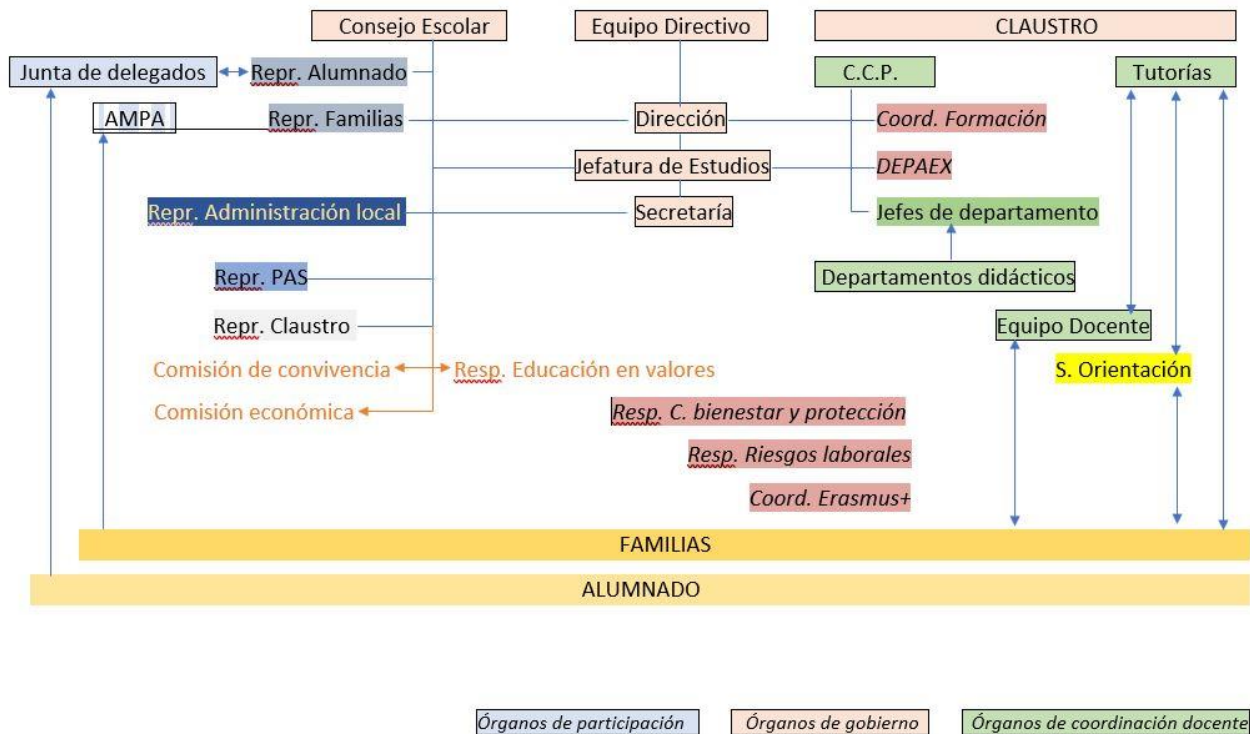 Consejo Escolar
Equipo Directivo
CLAUSTRO
Junta de delegados
Repr. Alumnado
C.C.P.
Tutorías
AMPA
Repr. Familias
Dirección
Coord. Formación
Jefatura de Estudios
DEPAEX
Repr. Administración local
Secretaría
Jefes de departamento
Repr. PAS
Departamentos didácticos
Repr. Claustro
Equipo Docente
Comisión de convivencia
Resp. Educación en valores
S. Orientación
Comisión económica
Resp. C. bienestar y protección
Resp. Riesgos laborales
Coord. Erasmus+
FAMILIAS
ALUMNADO
Órganos de participación
Órganos de gobierno
Órganos de coordinación docente